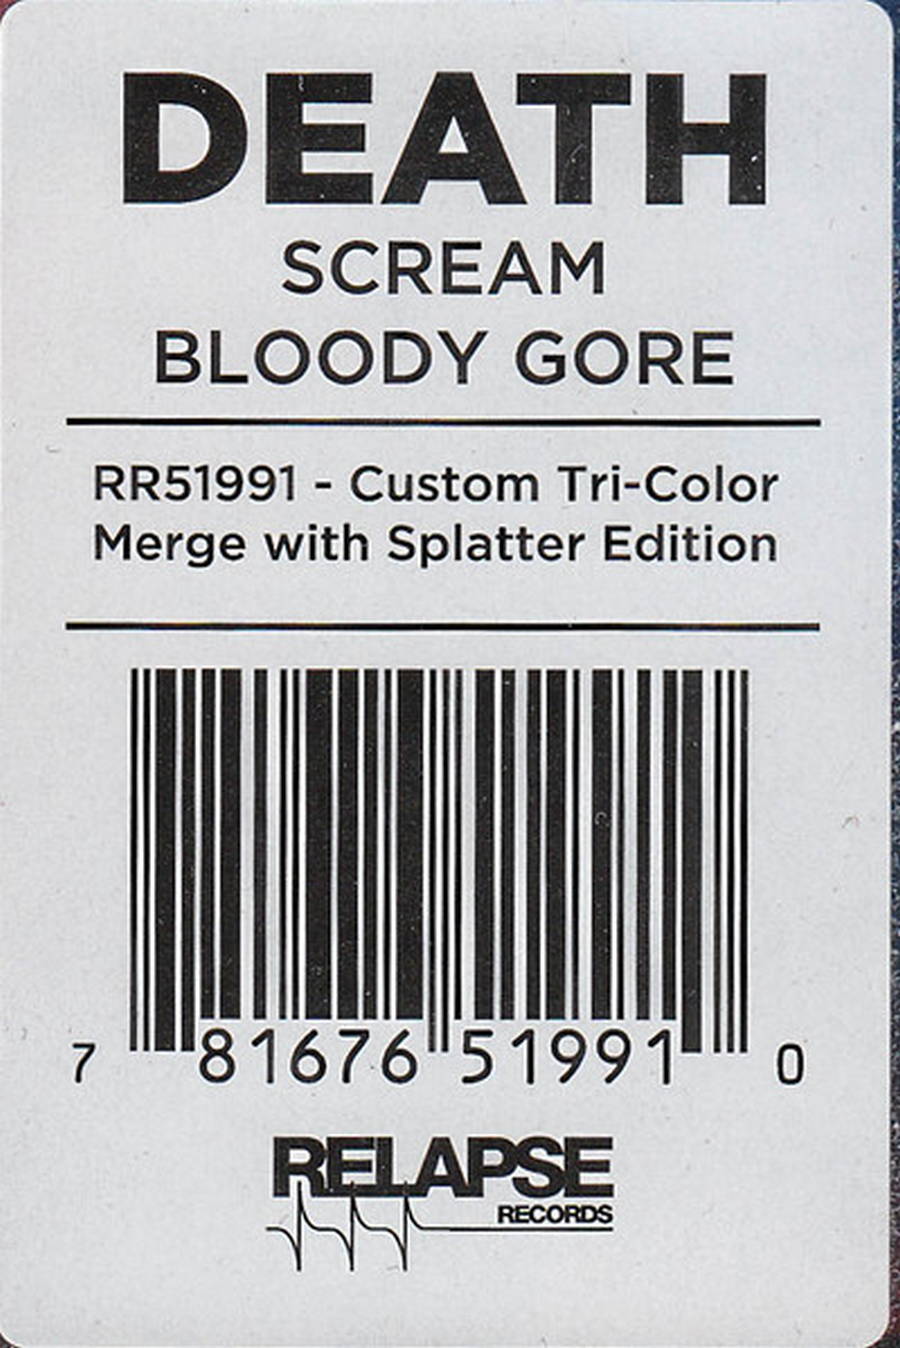 DEATH
SCREAM
BLOODY GORE
RR51991 - Custom Tri-Color
Merge with Splatter Edition
7 81676 51991 0
RELAPSE
RECORDS